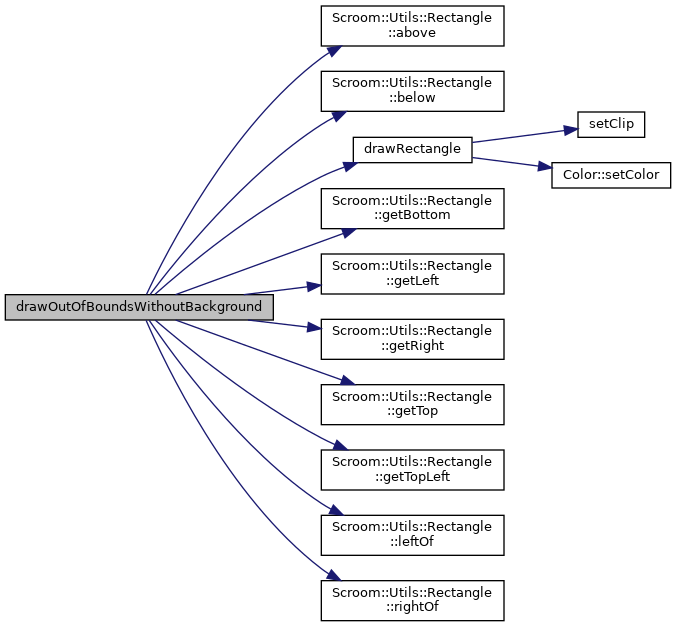 Scroom::Utils::Rectangle
::above
Scroom::Utils::Rectangle
::below
drawRectangle
setClip
Color::setColor
Scroom::Utils::Rectangle
::getBottom
Scroom::Utils::Rectangle
::getLeft
drawOutOfBoundsWithoutBackground
Scroom::Utils::Rectangle
::getRight
Scroom::Utils::Rectangle
::getTop
Scroom::Utils::Rectangle
::getTopLeft
Scroom::Utils::Rectangle
::leftOf
Scroom::Utils::Rectangle
::rightOf